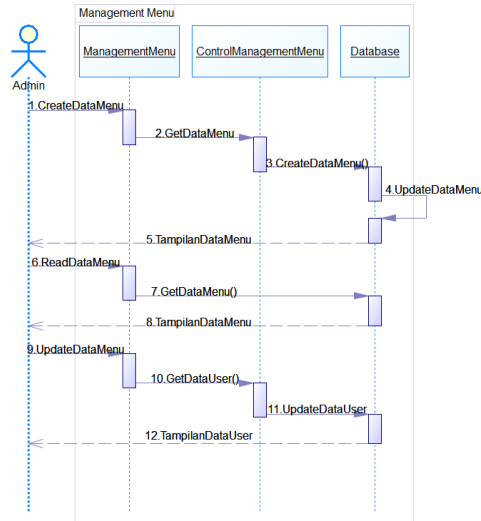 Management Menu
ManagementMenu
ControlManagementMenu
Database
Admin
1.CreateDataMenu
2.GetDataMenu
3.CreateDataMenu()
4.UpdateDataMenu
5.TampilanDataMenu
6.ReadDataMenu
7.GetDataMenu()
8.TampilanDataMenu
9.UpdateDataMenu
10.GetDataUser()
11.UpdateDataUser
12.TampilanDataUser